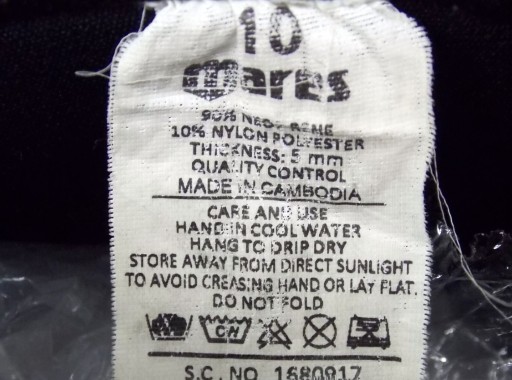 10
mares
90% NEOPRENE
10% NYLON POLYESTER
THICKNESS: 5 mm
QUALITY CONTROL
MADE IN CAMBODIA
CARE AND USE
HAND IN COOL WATER
HANG TO DRIP DRY
STORE AWAY FROM DIRECT SUNLIGHT
TO AVOID CREASING HAND OR LAY FLAT.
DO NOT FOLD
S.C. NO 1680917